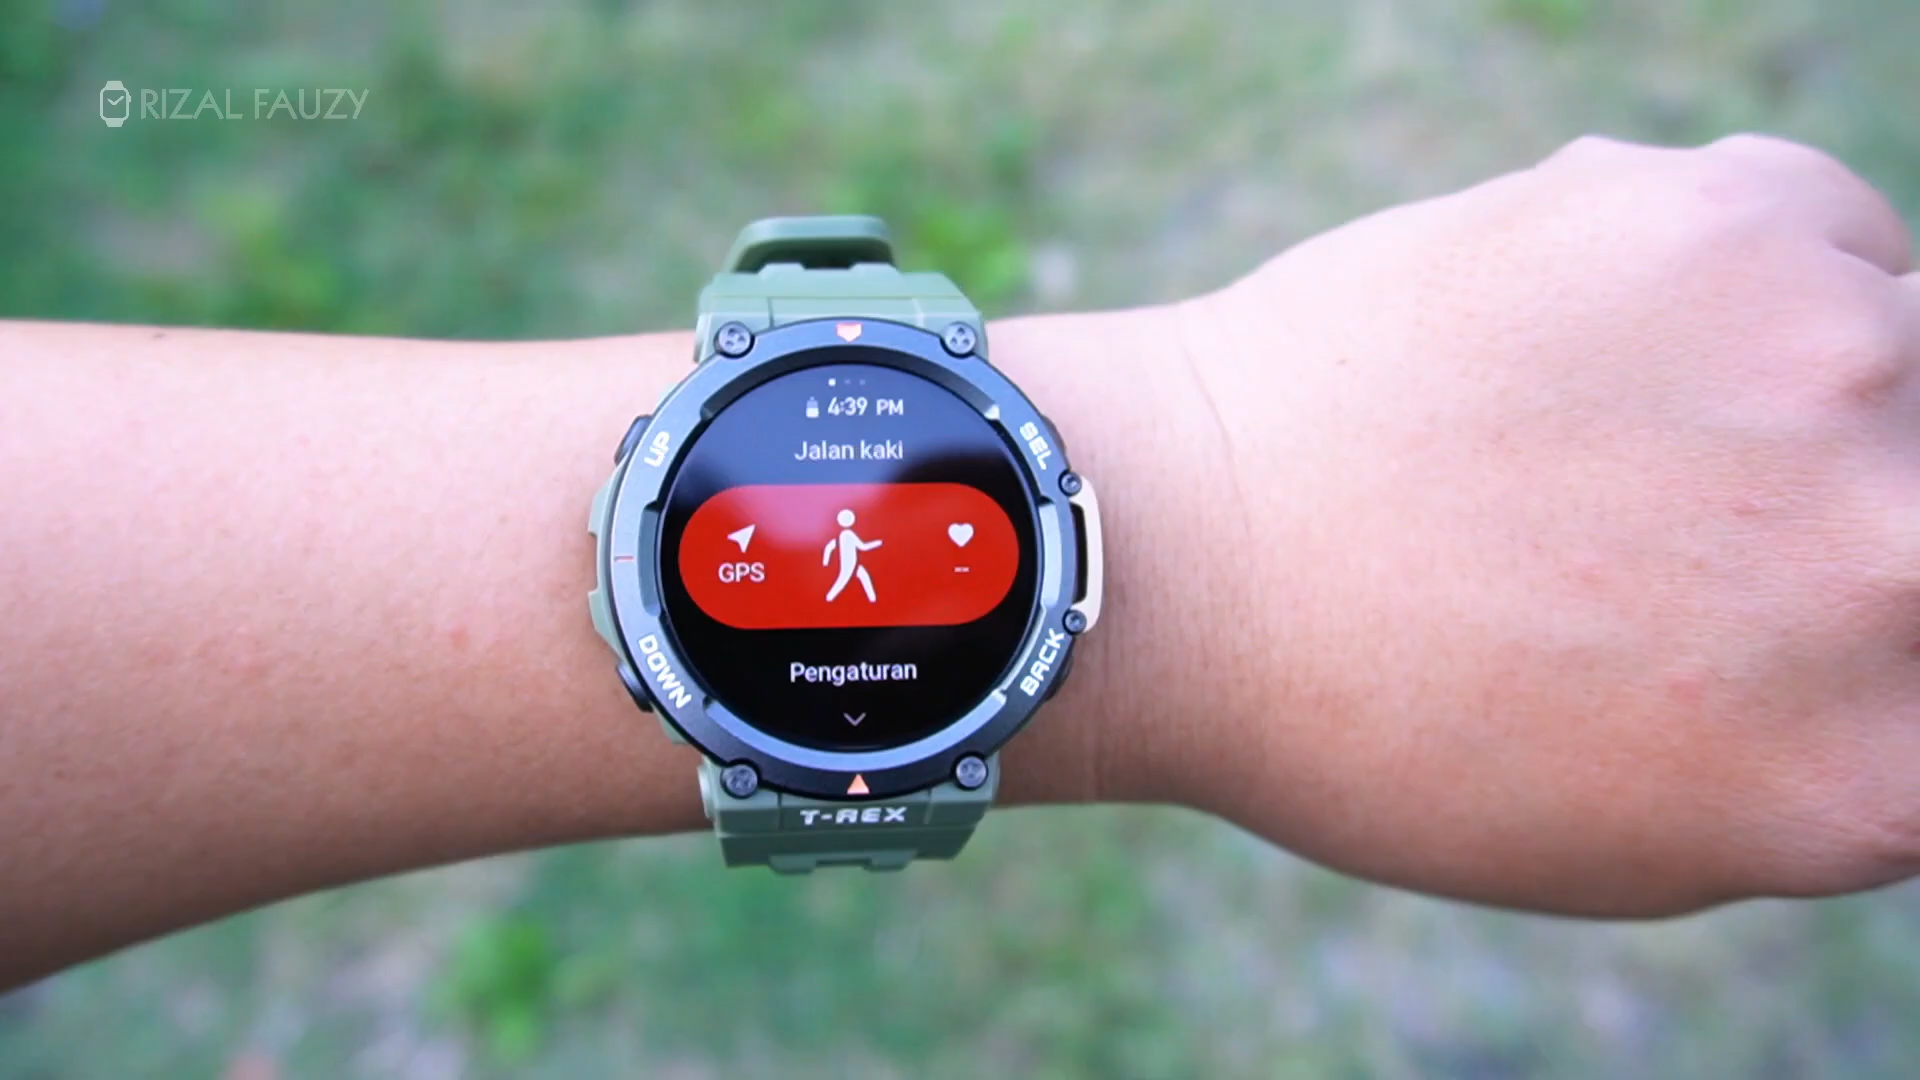 RIZAL FAUZY
4:39 PM
Jalan kaki
GPS
--
Pengaturan
UP
SEL
DOWN
BACK
T-REX